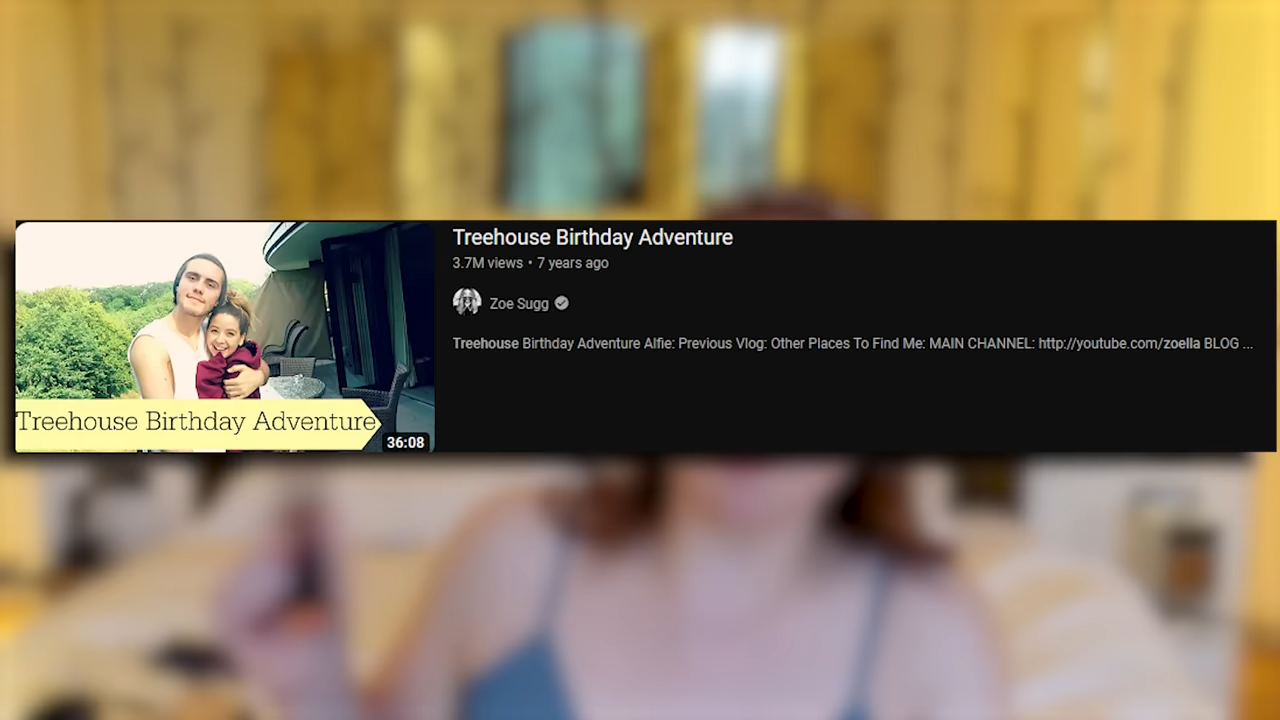 Treehouse Birthday Adventure
3.7M views • 7 years ago
Zoe Sugg
Treehouse Birthday Adventure Alfie: Previous Vlog: Other Places To Find Me: MAIN CHANNEL: http://youtube.com/zoella BLOG ...
Treehouse Birthday Adventure
36:08